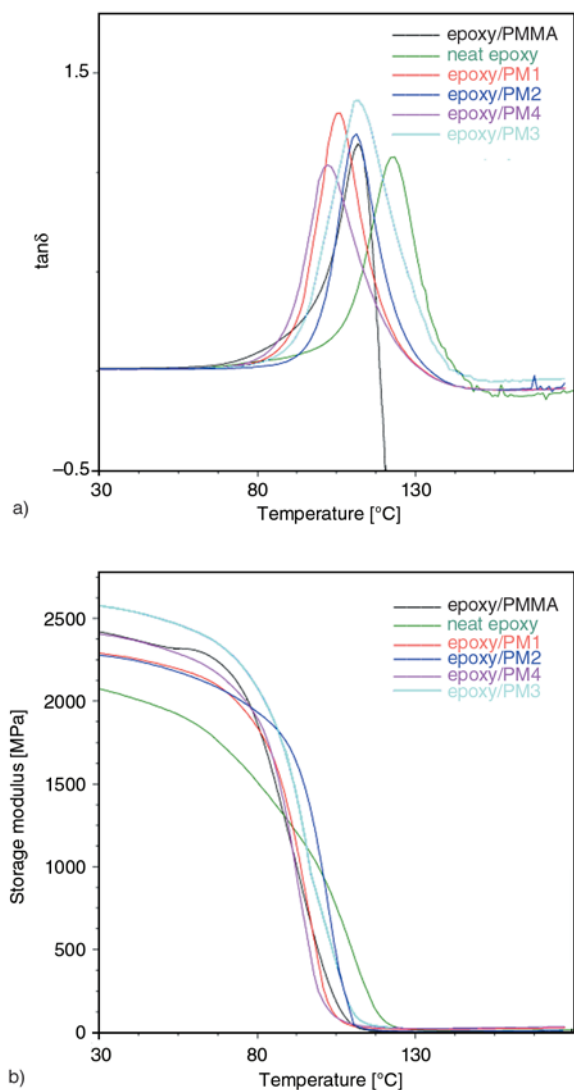 epoxy/PMMA
neat epoxy
epoxy/PM1
epoxy/PM2
epoxy/PM4
epoxy/PM3
1.5
tanδ
–0.5
30
80
130
Temperature [°C]
a)
epoxy/PMMA
neat epoxy
epoxy/PM1
epoxy/PM2
epoxy/PM4
epoxy/PM3
2500
2000
1500
1000
500
0
Storage modulus [MPa]
30
80
130
Temperature [°C]
b)